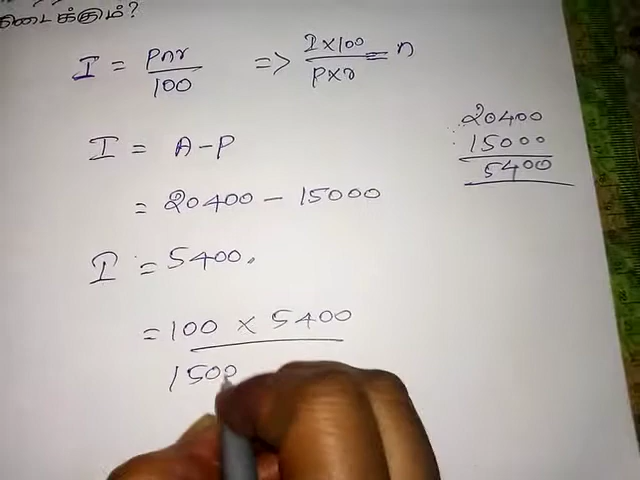 கிடைக்கும்?
I = pnr/100 => I×100/p×r = n
I = A-P
= 20400 - 15000
I = 5400.
= 100 × 5400
1500
20400
15000
5400